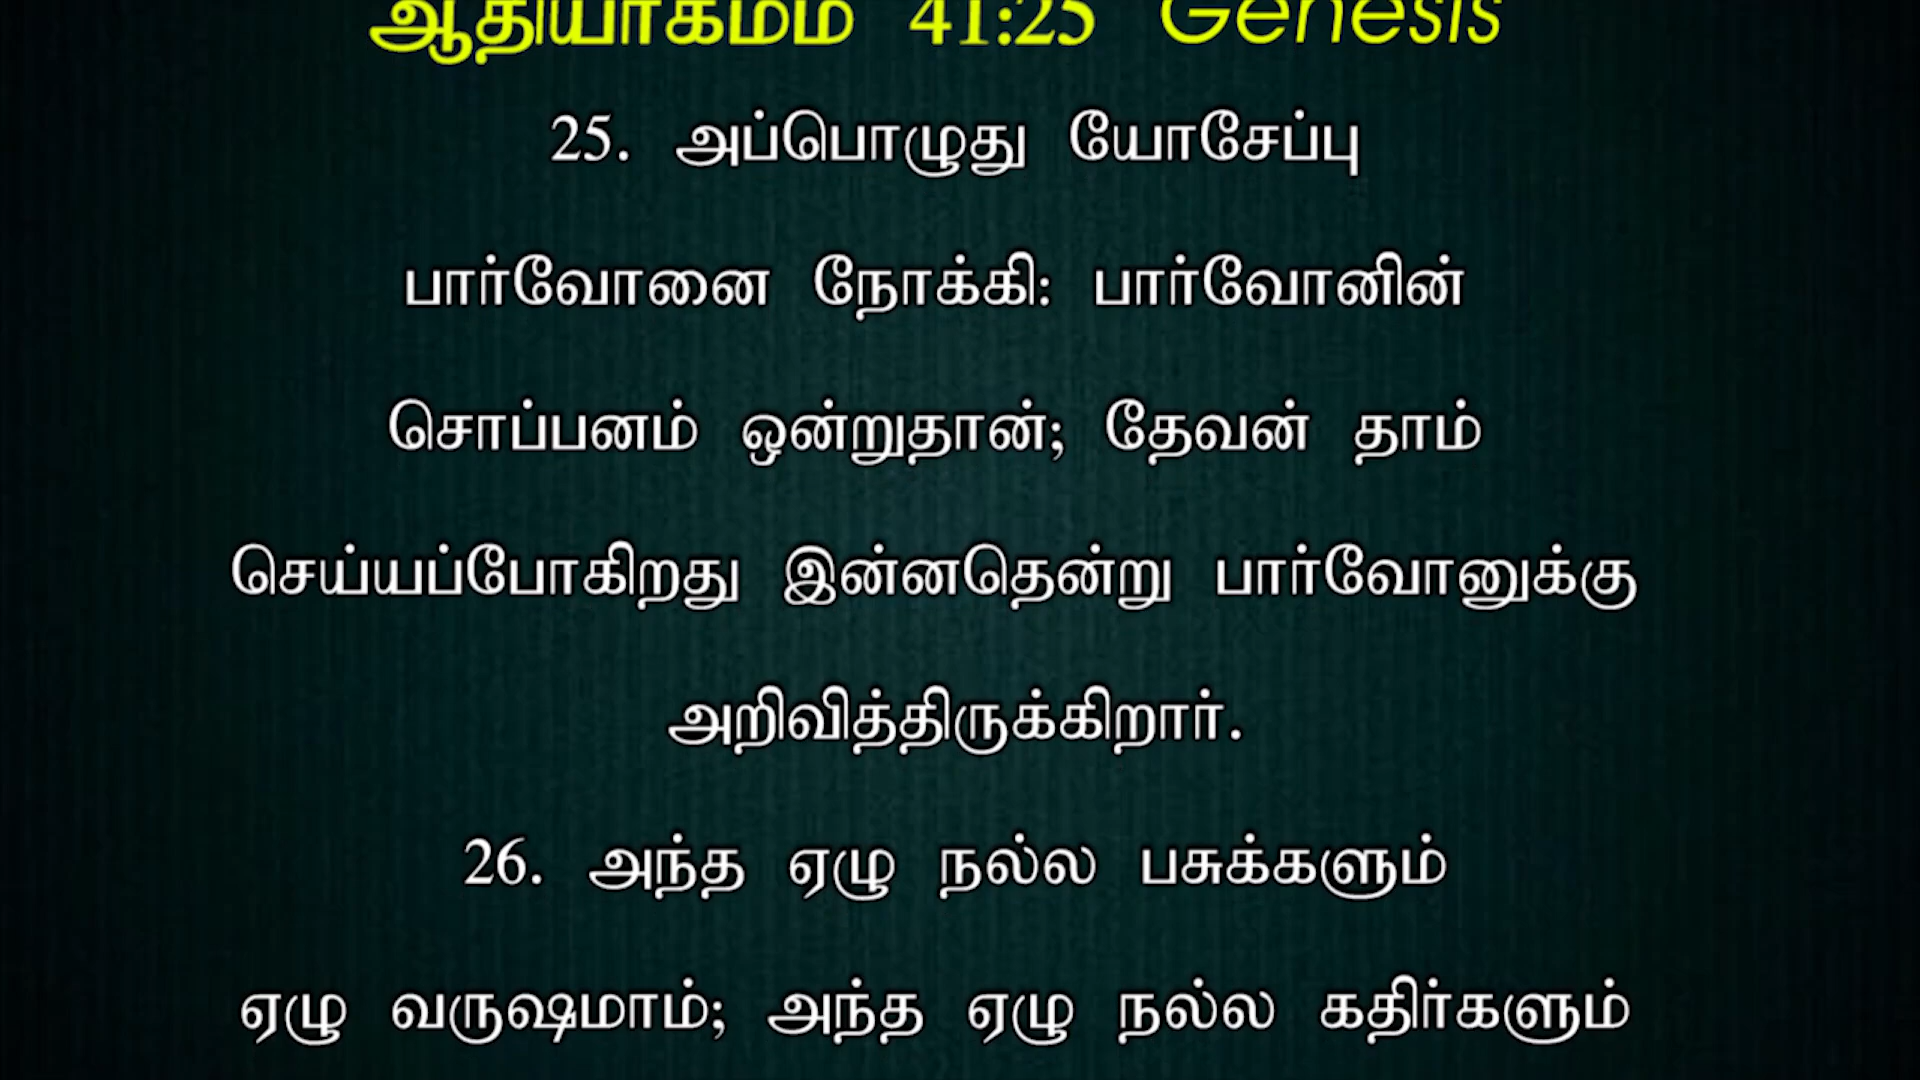 ஆதியாகமம் 41:25 Genesis
25. அப்பொழுது யோசேப்பு
பார்வோனை நோக்கி: பார்வோனின்
சொப்பனம் ஒன்றுதான்; தேவன் தாம்
செய்யப்போகிறது இன்னதென்று பார்வோனுக்கு
அறிவித்திருக்கிறார்.
26. அந்த ஏழு நல்ல பசுக்களும்
ஏழு வருஷமாம்; அந்த ஏழு நல்ல கதிர்களும்